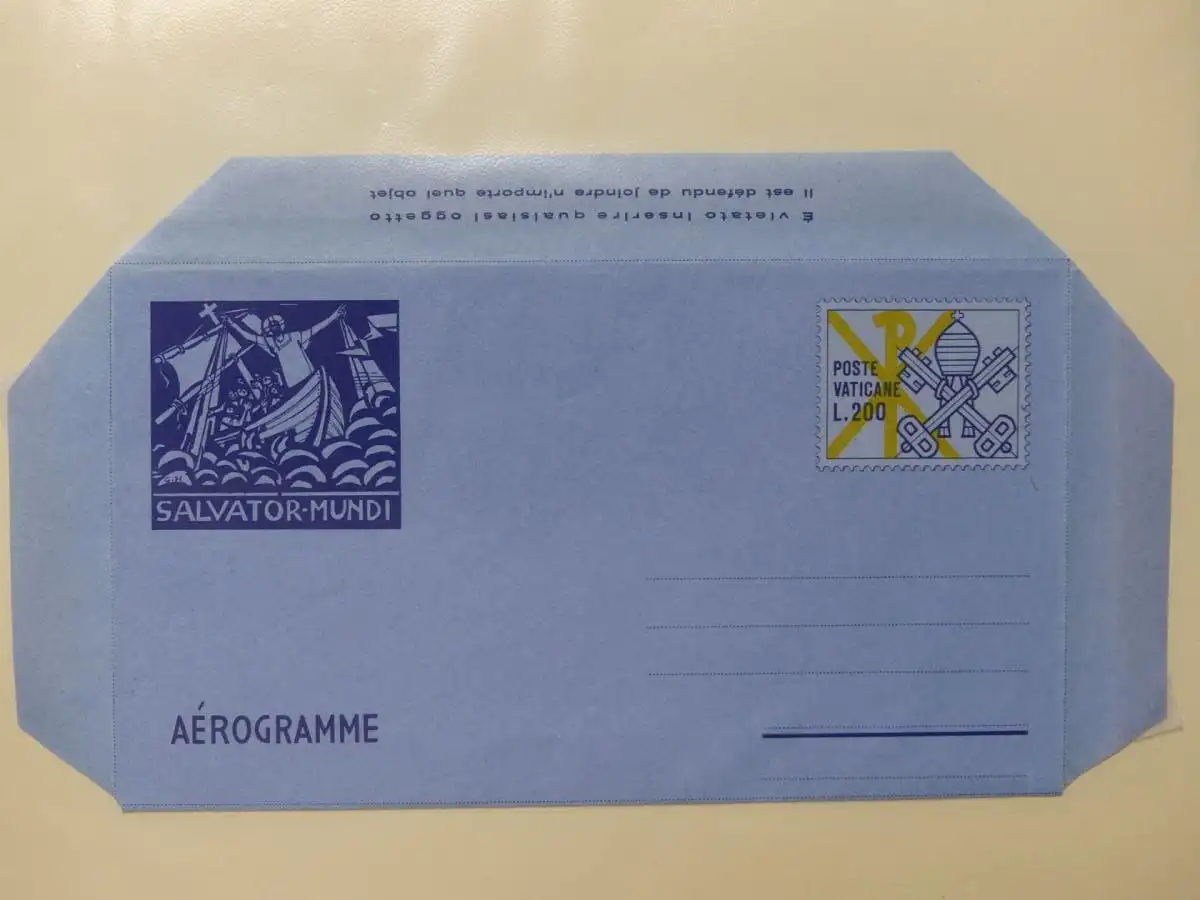 Il est défendu de joindre n'importe quel objet
È vietato inserire qualsiasi oggetto
POSTE
VATICANE
L.200
SALVATOR-MUNDI
AÉROGRAMME